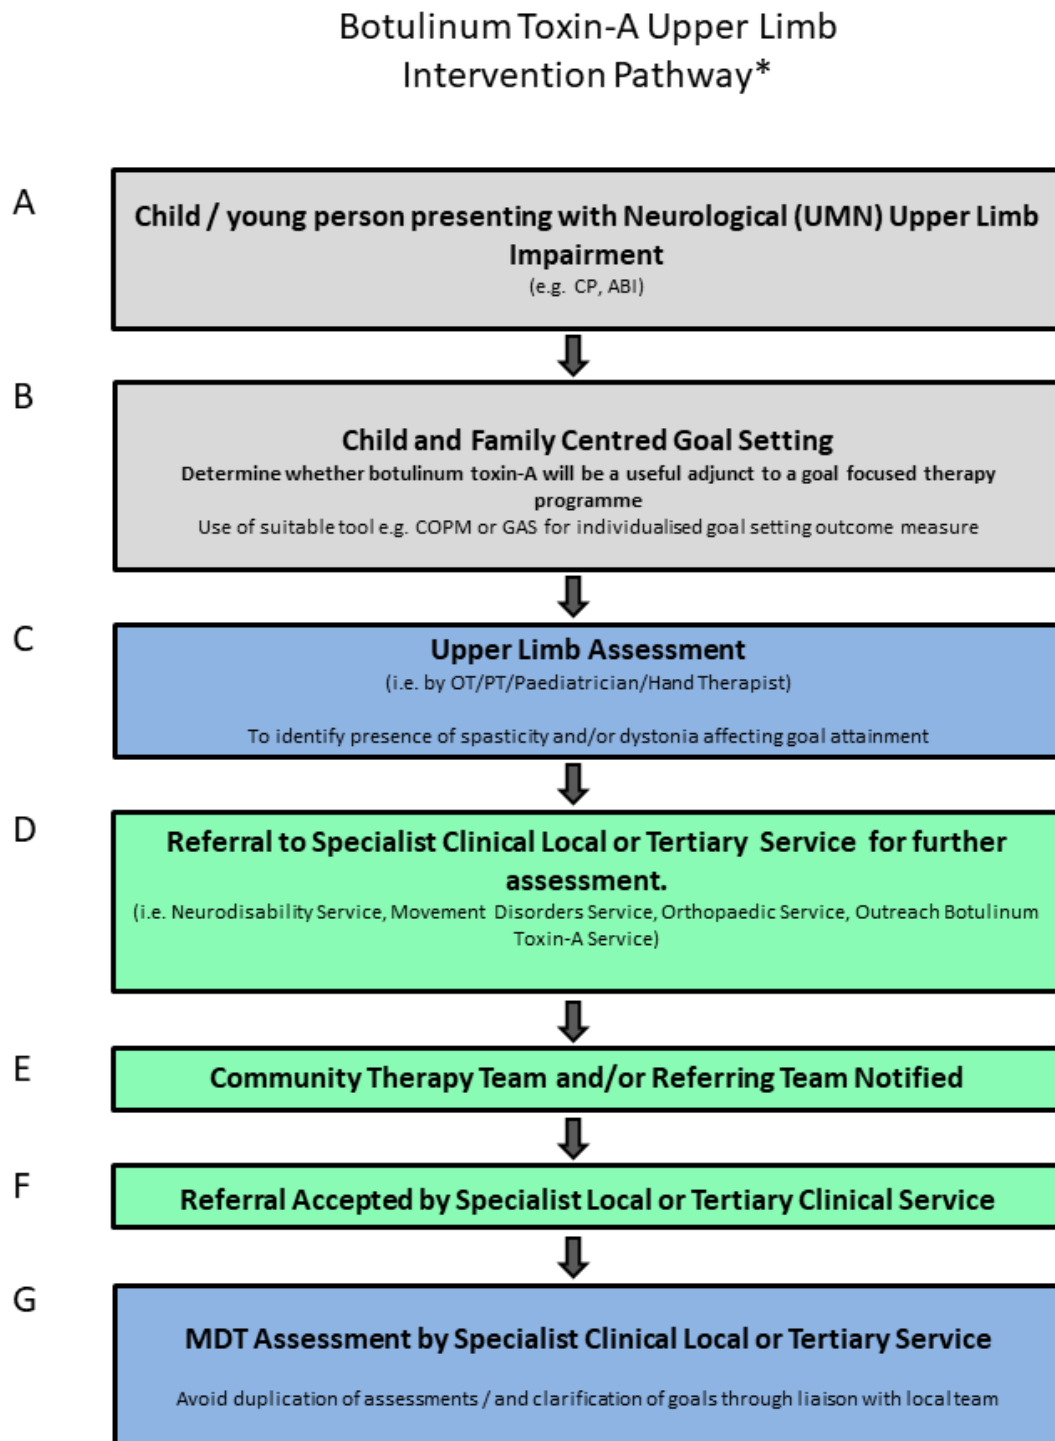 Botulinum Toxin-A Upper Limb
Intervention Pathway*
A
Child / young person presenting with Neurological (UMN) Upper Limb
Impairment
(e.g. CP, ABI)
B
Child and Family Centred Goal Setting
Determine whether botulinum toxin-A will be a useful adjunct to a goal focused therapy
programme
Use of suitable tool e.g. COPM or GAS for individualised goal setting outcome measure
C
Upper Limb Assessment
(i.e. by OT/PT/Paediatrician/Hand Therapist)
To identify presence of spasticity and/or dystonia affecting goal attainment
D
Referral to Specialist Clinical Local or Tertiary Service for further
assessment.
(i.e. Neurodisability Service, Movement Disorders Service, Orthopaedic Service, Outreach Botulinum
Toxin-A Service)
E
Community Therapy Team and/or Referring Team Notified
F
Referral Accepted by Specialist Local or Tertiary Clinical Service
G
MDT Assessment by Specialist Clinical Local or Tertiary Service
Avoid duplication of assessments / and clarification of goals through liaison with local team